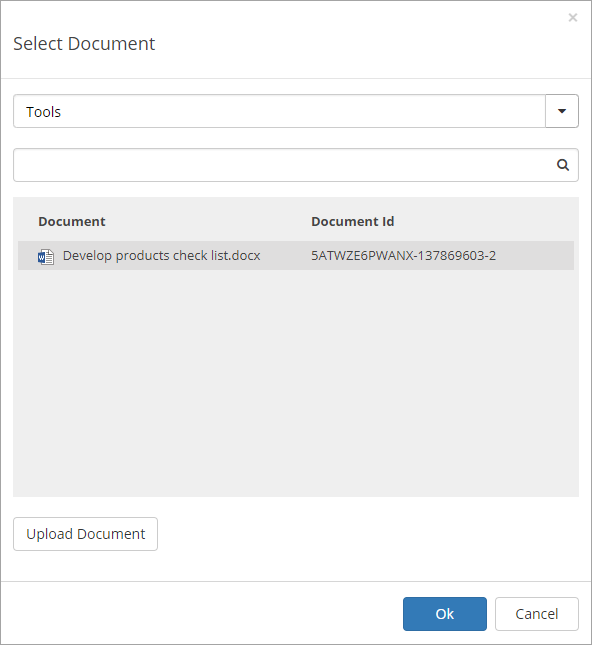 ×
Select Document
Tools
Document Document Id
W Develop products check list.docx 5ATWZE6PWANX-137869603-2
Upload Document
Ok Cancel